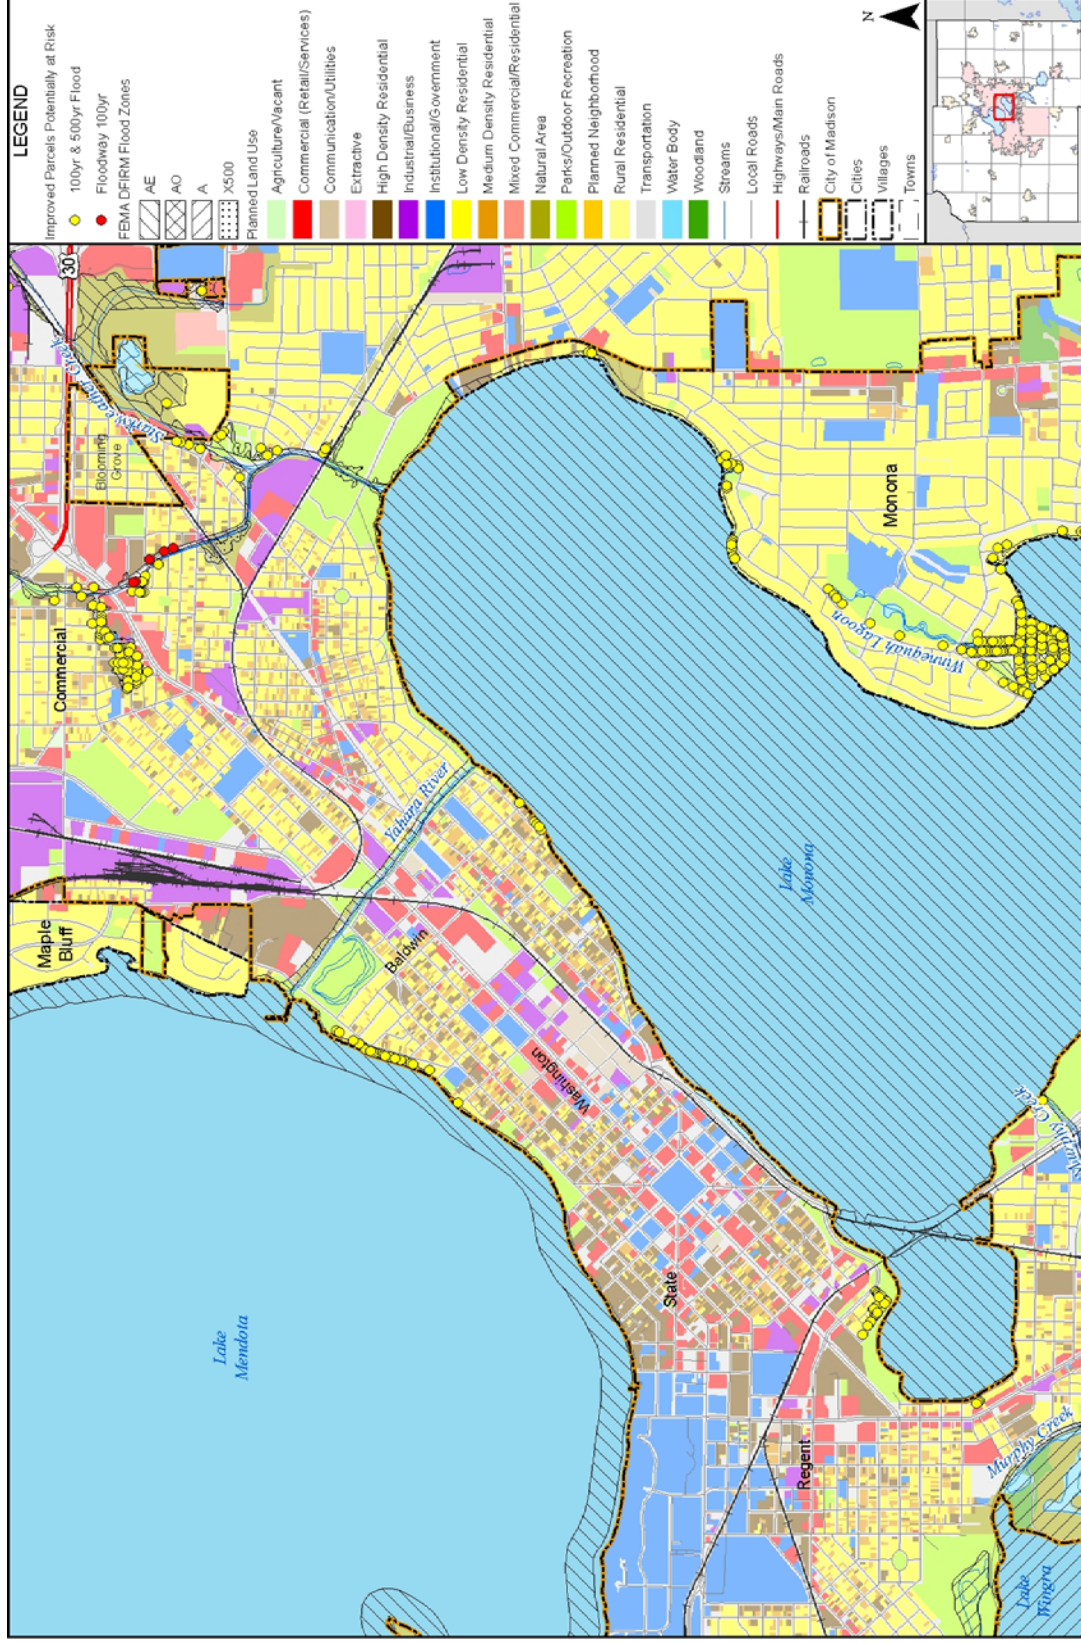 LEGEND
Improved Parcels Potentially at Risk
100yr & 500yr Flood
Floodway 100yr
FEMA DFIRM Flood Zones
AE
AO
A
X500
Planned Land Use
Agriculture/Vacant
Commercial (Retail/Services)
Communication/Utilities
Extractive
High Density Residential
Industrial/Business
Institutional/Government
Low Density Residential
Medium Density Residential
Mixed Commercial/Residential
Natural Area
Parks/Outdoor Recreation
Planned Neighborhood
Rural Residential
Transportation
Water Body
Woodland
Streams
Local Roads
Highways/Main Roads
Railroads
City of Madison
Cities
Villages
Towns
N
30
Starkweather Creek
Blooming
Grove
Commercial
Maple
Bluff
Yahara River
Baldwin
Washington
Lake
Mendota
State
Regent
Lake
Monona
Monona
Winnequah Lagoon
Murphy Creek
Murphy Creek
Lake
Wingra